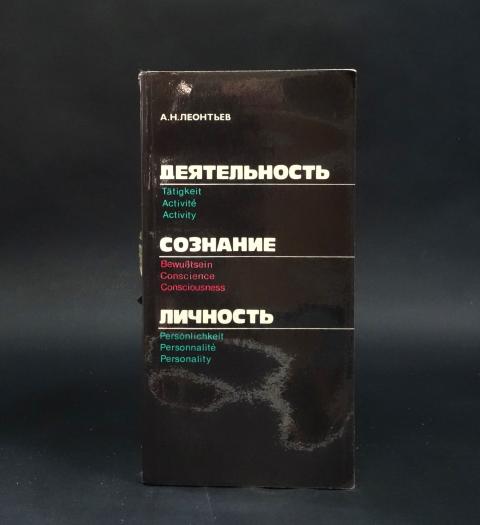 А.Н.ЛЕОНТЬЕВ
ДЕЯТЕЛЬНОСТЬ
Tätigkeit
Activité
Activity
СОЗНАНИЕ
Bewußtsein
Conscience
Consciousness
ЛИЧНОСТЬ
Persönlichkeit
Personnalité
Personality